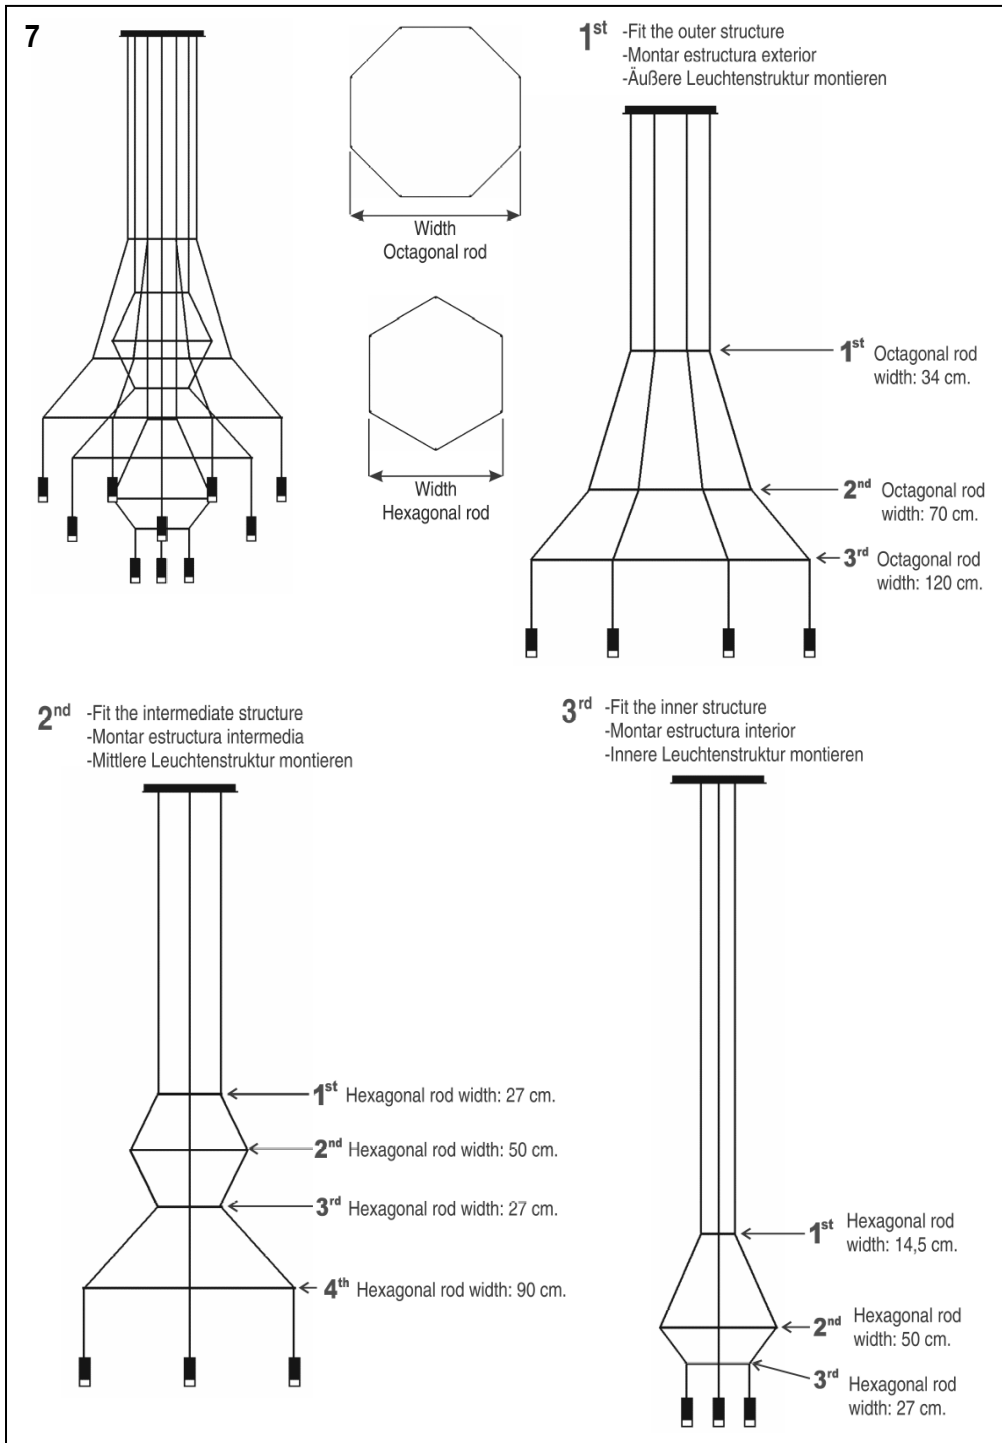 7
1st -Fit the outer structure
-Montar estructura exterior
-Äußere Leuchtenstruktur montieren
Width
Octagonal rod
Width
Hexagonal rod
1st Octagonal rod
width: 34 cm.
2nd Octagonal rod
width: 70 cm.
3rd Octagonal rod
width: 120 cm.
2nd -Fit the intermediate structure
-Montar estructura intermedia
-Mittlere Leuchtenstruktur montieren
1st Hexagonal rod width: 27 cm.
2nd Hexagonal rod width: 50 cm.
3rd Hexagonal rod width: 27 cm.
4th Hexagonal rod width: 90 cm.
3rd -Fit the inner structure
-Montar estructura interior
-Innere Leuchtenstruktur montieren
1st Hexagonal rod
width: 14,5 cm.
2nd Hexagonal rod
width: 50 cm.
3rd Hexagonal rod
width: 27 cm.